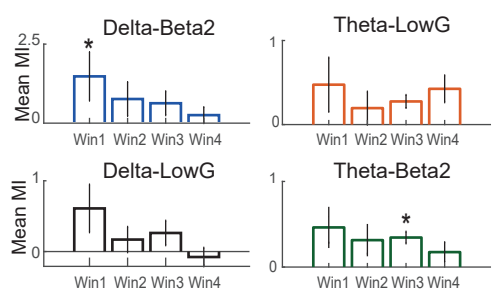 Delta-Beta2
Mean MI
2.5
0
*
Win1 Win2 Win3 Win4
Theta-LowG
1
0
Win1 Win2 Win3 Win4
Delta-LowG
Mean MI
1
0
Win1 Win2 Win3 Win4
Theta-Beta2
1
0
*
Win1 Win2 Win3 Win4